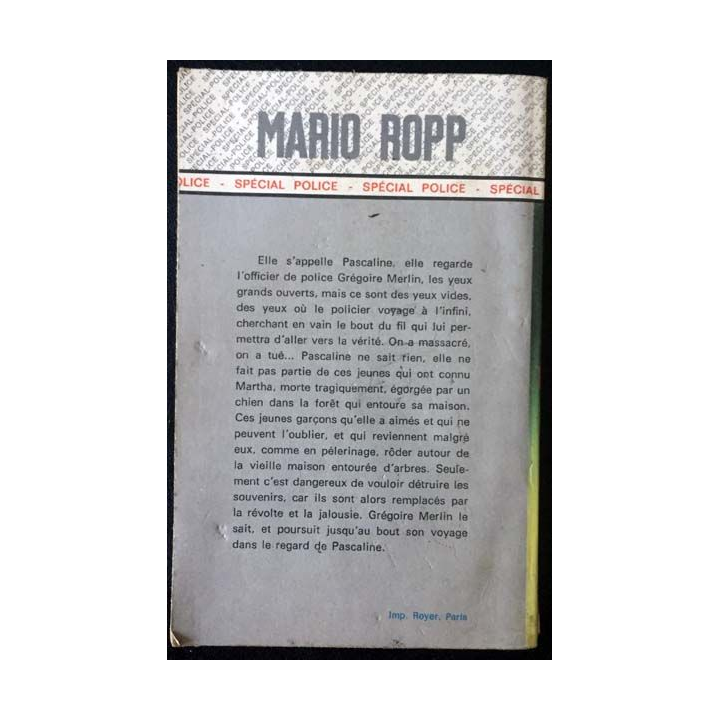 MARIO ROPP
OLICE - SPÉCIAL POLICE - SPÉCIAL POLICE - SPÉCIAL
Elle s'appelle Pascaline, elle regarde
l'officier de police Grégoire Merlin, les yeux
grands ouverts, mais ce sont des yeux vides,
des yeux où le policier voyage à l'infini,
cherchant en vain le bout du fil qui lui per-
mettra d'aller vers la vérité. On a massacré,
on a tué... Pascaline ne sait rien, elle ne
fait pas partie de ces jeunes qui ont connu
Martha, morte tragiquement, égorgée par un
chien dans la forêt qui entoure sa maison.
Ces jeunes garçons qu'elle a aimés et qui ne
peuvent l'oublier, et qui reviennent malgré
eux, comme en pélerinage, rôder autour de
la vieille maison entourée d'arbres. Seule-
ment c'est dangereux de vouloir détruire les
souvenirs, car ils sont alors remplacés par
la révolte et la jalousie. Grégoire Merlin le
sait, et poursuit jusqu'au bout son voyage
dans le regard de Pascaline.
Imp. Royer, Paris